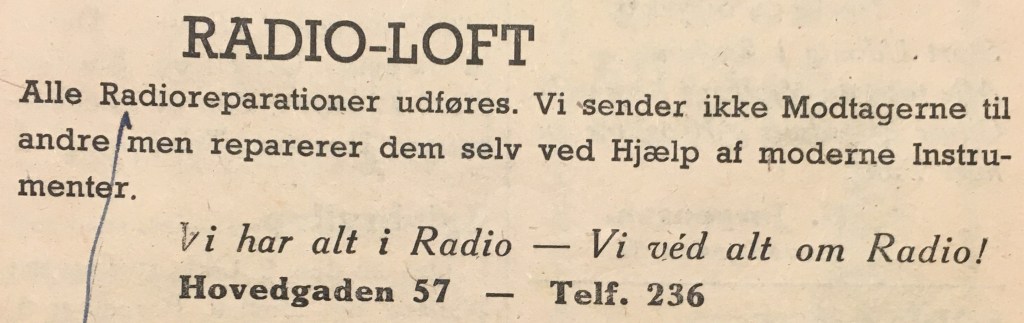 RADIO-LOFT
Alle Radioreparationer udføres. Vi sender ikke Modtagerne til
andre men reparerer dem selv ved Hjælp af moderne Instru-
menter.
Vi har alt i Radio — Vi véd alt om Radio!
Hovedgaden 57 — Telf. 236